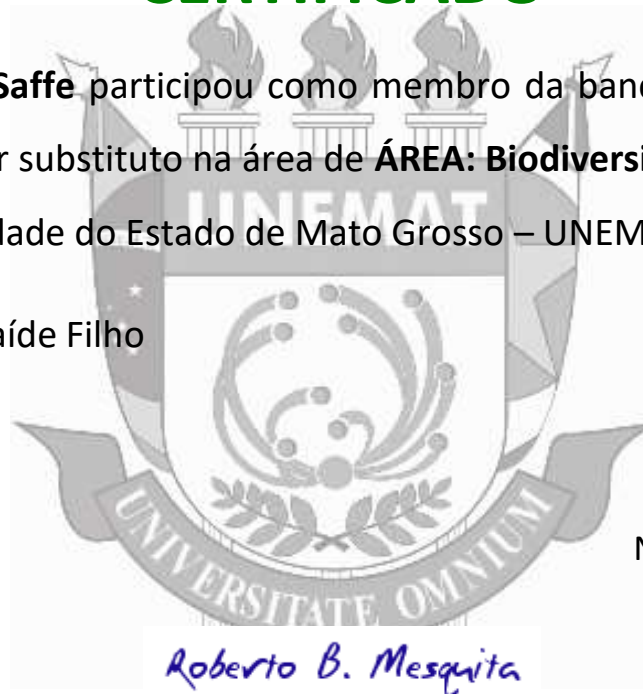 CERTIFICADO
Saffe participou como membro da banc
r substituto na área de ÁREA: Biodiversi
UNEMAT
dade do Estado de Mato Grosso – UNEM
aíde Filho
N
UNIVERSITATE OMNIUM
Roberto B. Mesquita